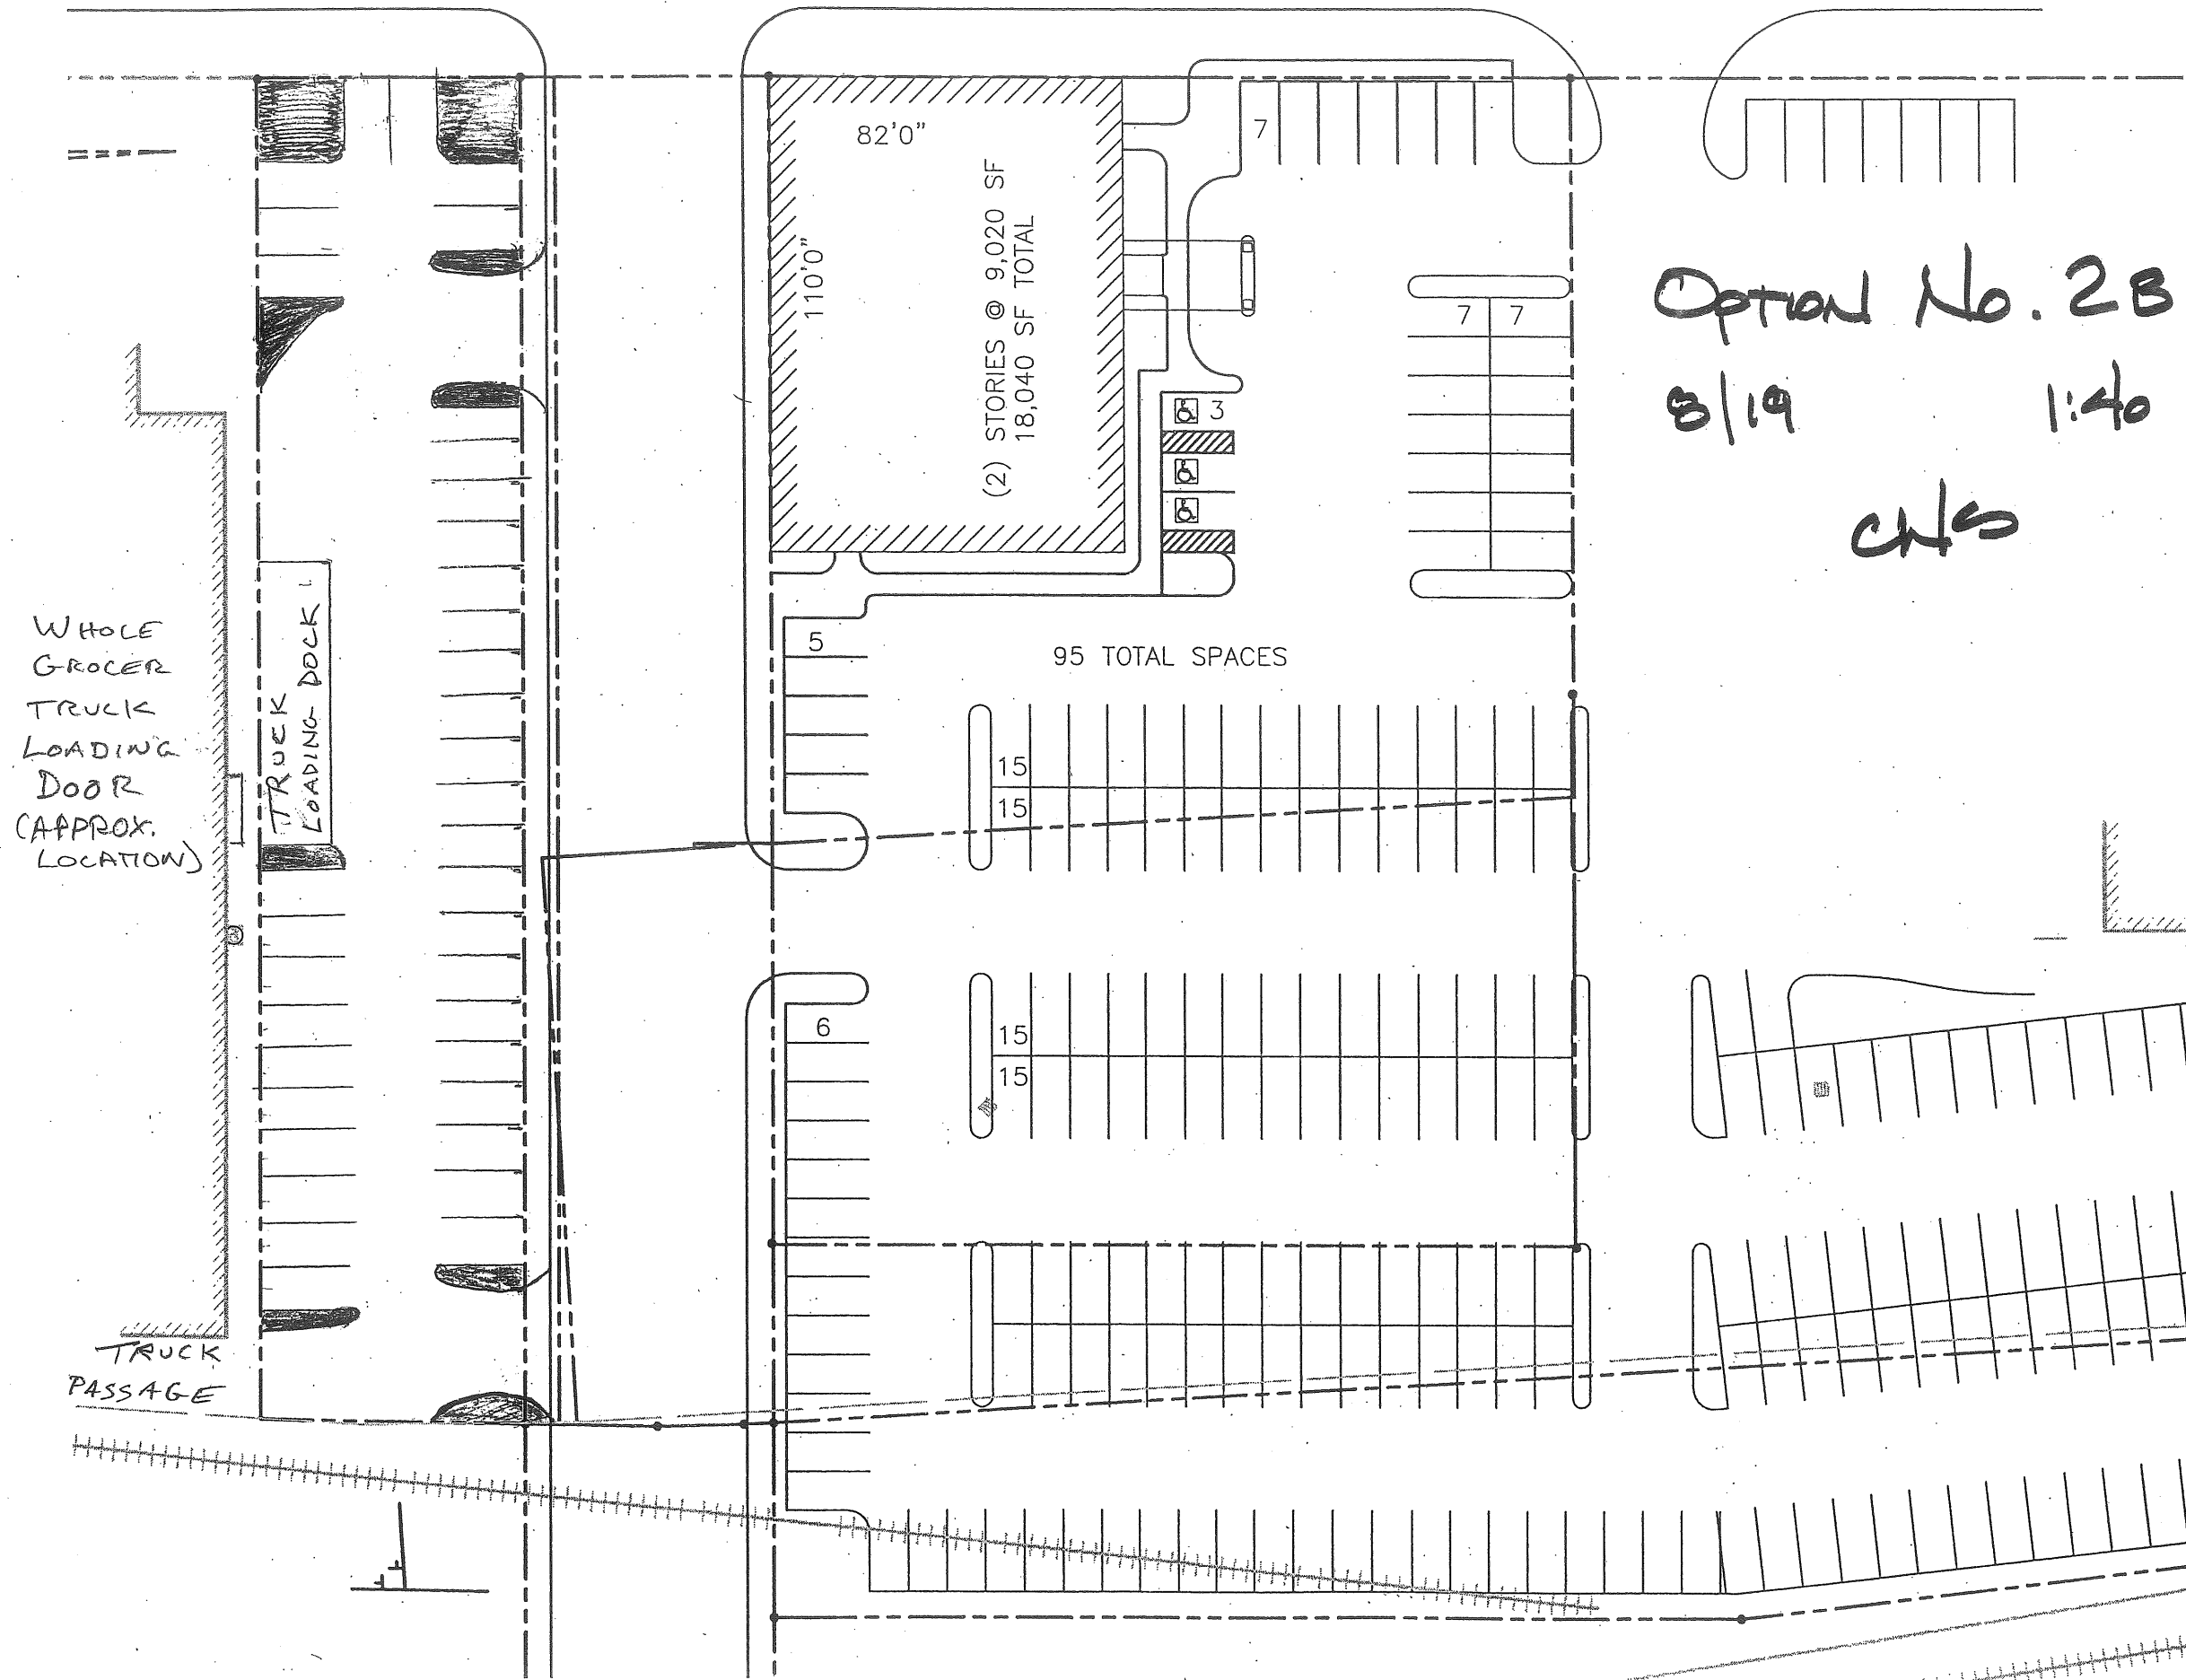 82'0"
110'0"
(2) STORIES @ 9,020 SF
18,040 SF TOTAL
7
7 7
3
OPTION No. 2B
8/19 1:40
CNS
WHOLE
GROCER
TRUCK
LOADING
DOOR
(APPROX.
LOCATION)
TRUCK
LOADING DOCK
5
95 TOTAL SPACES
15
15
6
15
15
TRUCK
PASSAGE